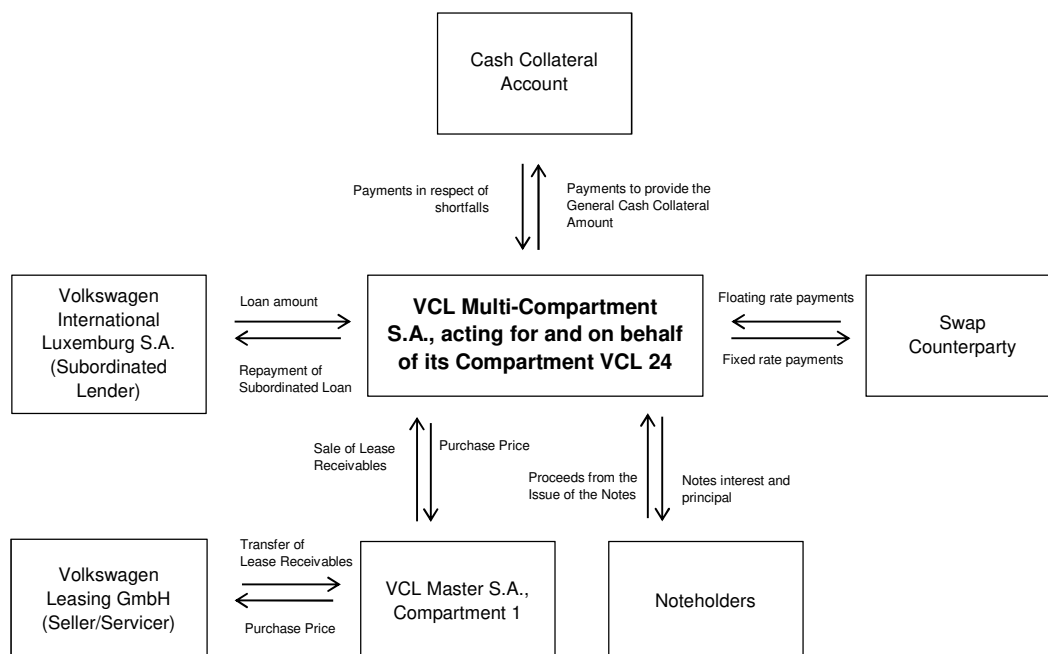 Cash Collateral
Account
Payments in respect of
shortfalls
Payments to provide the
General Cash Collateral
Amount
Volkswagen
International
Luxemburg S.A.
(Subordinated
Lender)
Loan amount
Repayment of
Subordinated Loan
VCL Multi-Compartment
S.A., acting for and on behalf
of its Compartment VCL 24
Floating rate payments
Fixed rate payments
Swap
Counterparty
Sale of Lease
Receivables
Purchase Price
Proceeds from the
Issue of the Notes
Notes interest and
principal
Volkswagen
Leasing GmbH
(Seller/Servicer)
Transfer of
Lease Receivables
Purchase Price
VCL Master S.A.,
Compartment 1
Noteholders